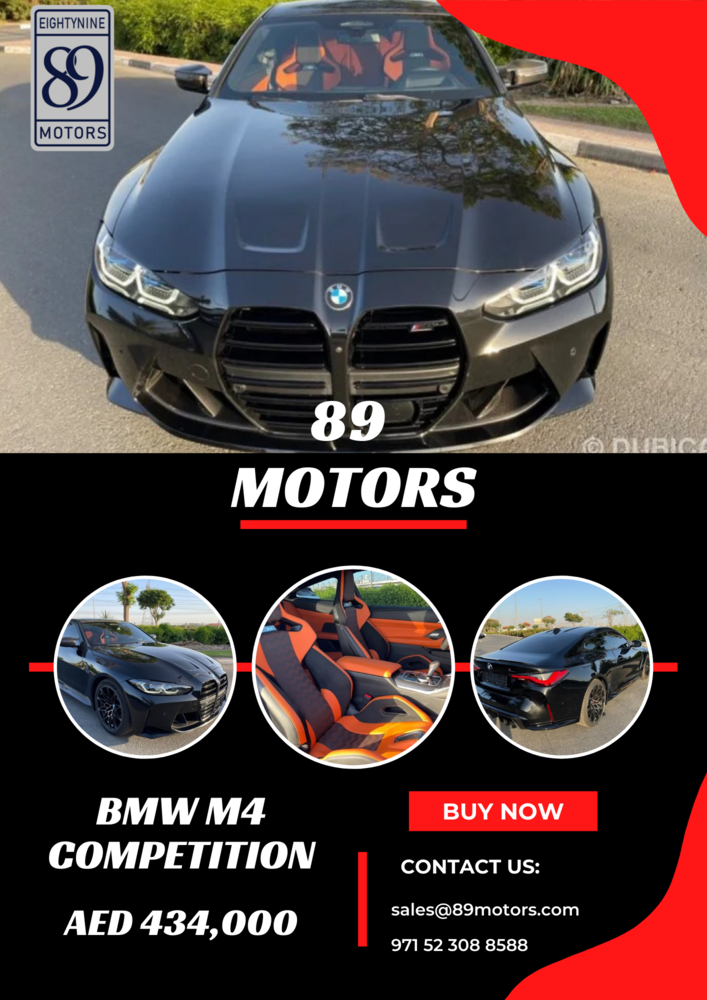 EIGHTYNINE
89
MOTORS
89
MOTORS
BMW M4
COMPETITION
AED 434,000
BUY NOW
CONTACT US:
sales@89motors.com
971 52 308 8588